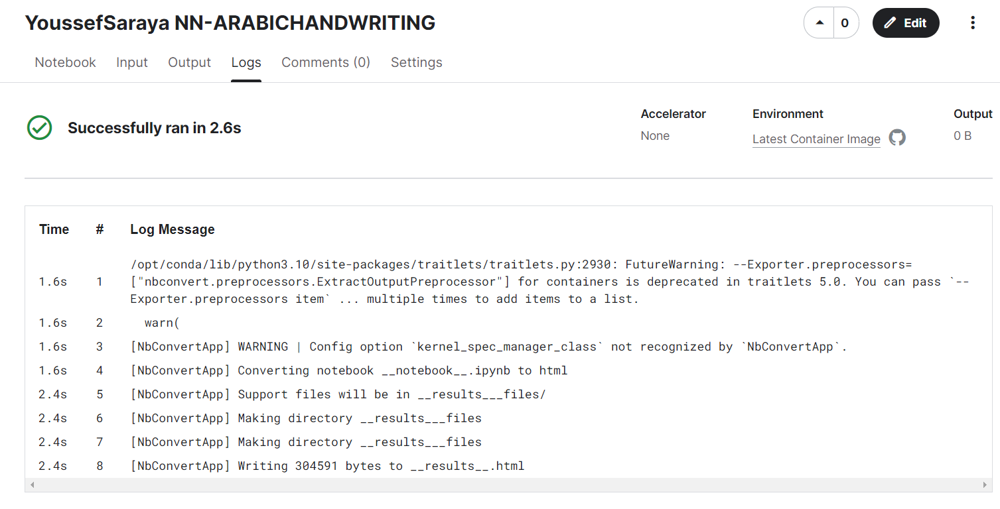 YoussefSaraya NN-ARABICHANDWRITING
0
Edit
Notebook Input Output Logs Comments (0) Settings
Successfully ran in 2.6s
Accelerator
None
Environment
Latest Container Image
Output
0 B
Time # Log Message
/opt/conda/lib/python3.10/site-packages/traitlets/traitlets.py:2930: FutureWarning: --Exporter.preprocessors=
1.6s 1 ["nbconvert.preprocessors.ExtractOutputPreprocessor"] for containers is deprecated in traitlets 5.0. You can pass `--
Exporter.preprocessors item` ... multiple times to add items to a list.
1.6s 2 warn(
1.6s 3 [NbConvertApp] WARNING | Config option `kernel_spec_manager_class` not recognized by `NbConvertApp`.
1.6s 4 [NbConvertApp] Converting notebook __notebook__.ipynb to html
2.4s 5 [NbConvertApp] Support files will be in __results___files/
2.4s 6 [NbConvertApp] Making directory __results___files
2.4s 7 [NbConvertApp] Making directory __results___files
2.4s 8 [NbConvertApp] Writing 304591 bytes to __results__.html